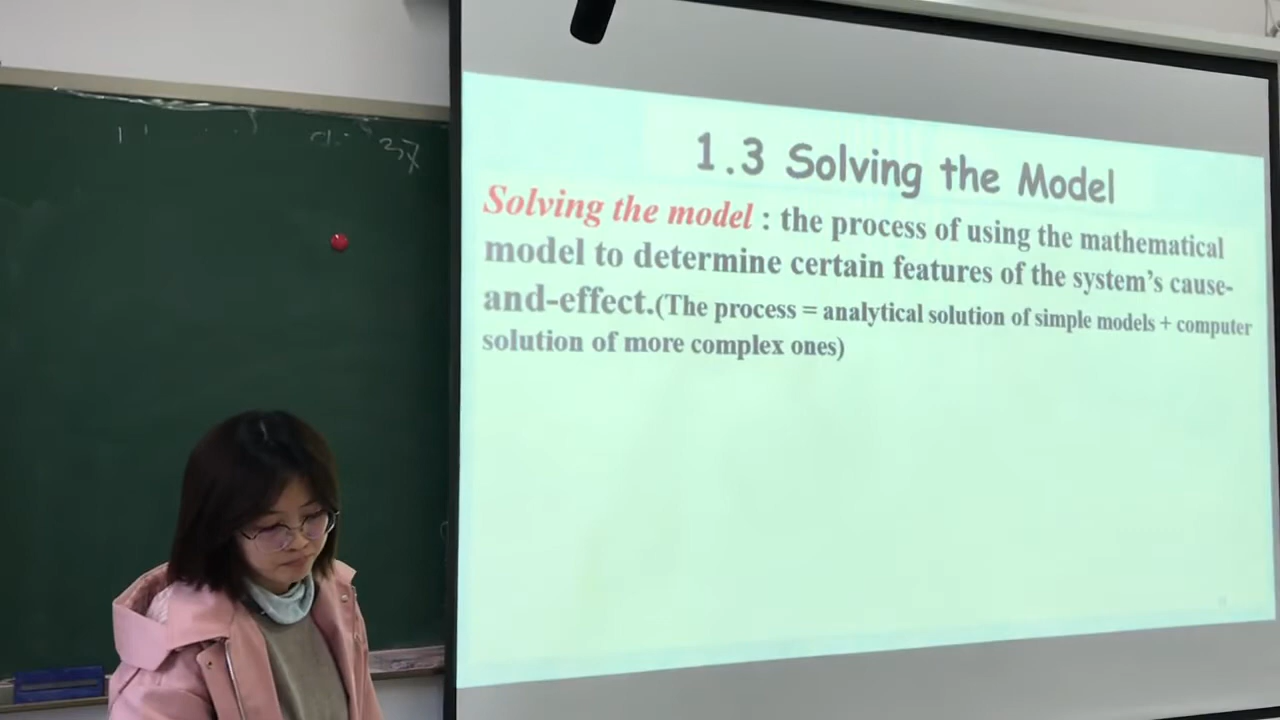 1.3 Solving the Model
Solving the model : the process of using the mathematical
model to determine certain features of the system's cause-
and-effect.(The process = analytical solution of simple models + computer
solution of more complex ones)